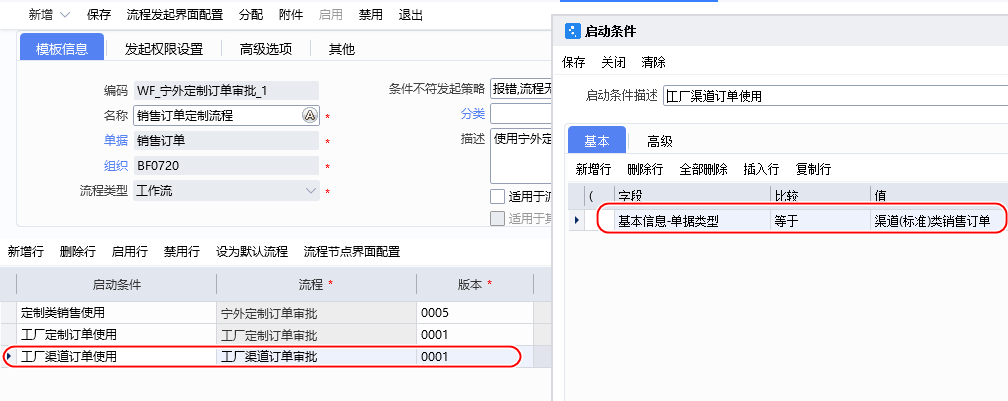 新增 保存 流程发起界面配置 分配 附件 启用 禁用 退出
模板信息 发起权限设置 高级选项 其他
编码 WF_宁外定制订单审批_1
条件不符发起策略 报错,流程无
名称 销售订单定制流程 *
分类
单据 销售订单 *
描述 使用宁外定
组织 BF0720 *
流程类型 工作流 *
适用于流
适用于其
新增行 删除行 启用行 禁用行 设为默认流程 流程节点界面配置
启动条件 流程 * 版本 *
定制类销售使用 宁外定制订单审批 0005
工厂定制订单使用 工厂定制订单审批 0001
工厂渠道订单使用 工厂渠道订单审批 0001
启动条件
保存 关闭 清除
启动条件描述 工厂渠道订单使用
基本 高级
新增行 删除行 全部删除 插入行 复制行
( 字段 比较 值
基本信息-单据类型 等于 渠道(标准)类销售订单